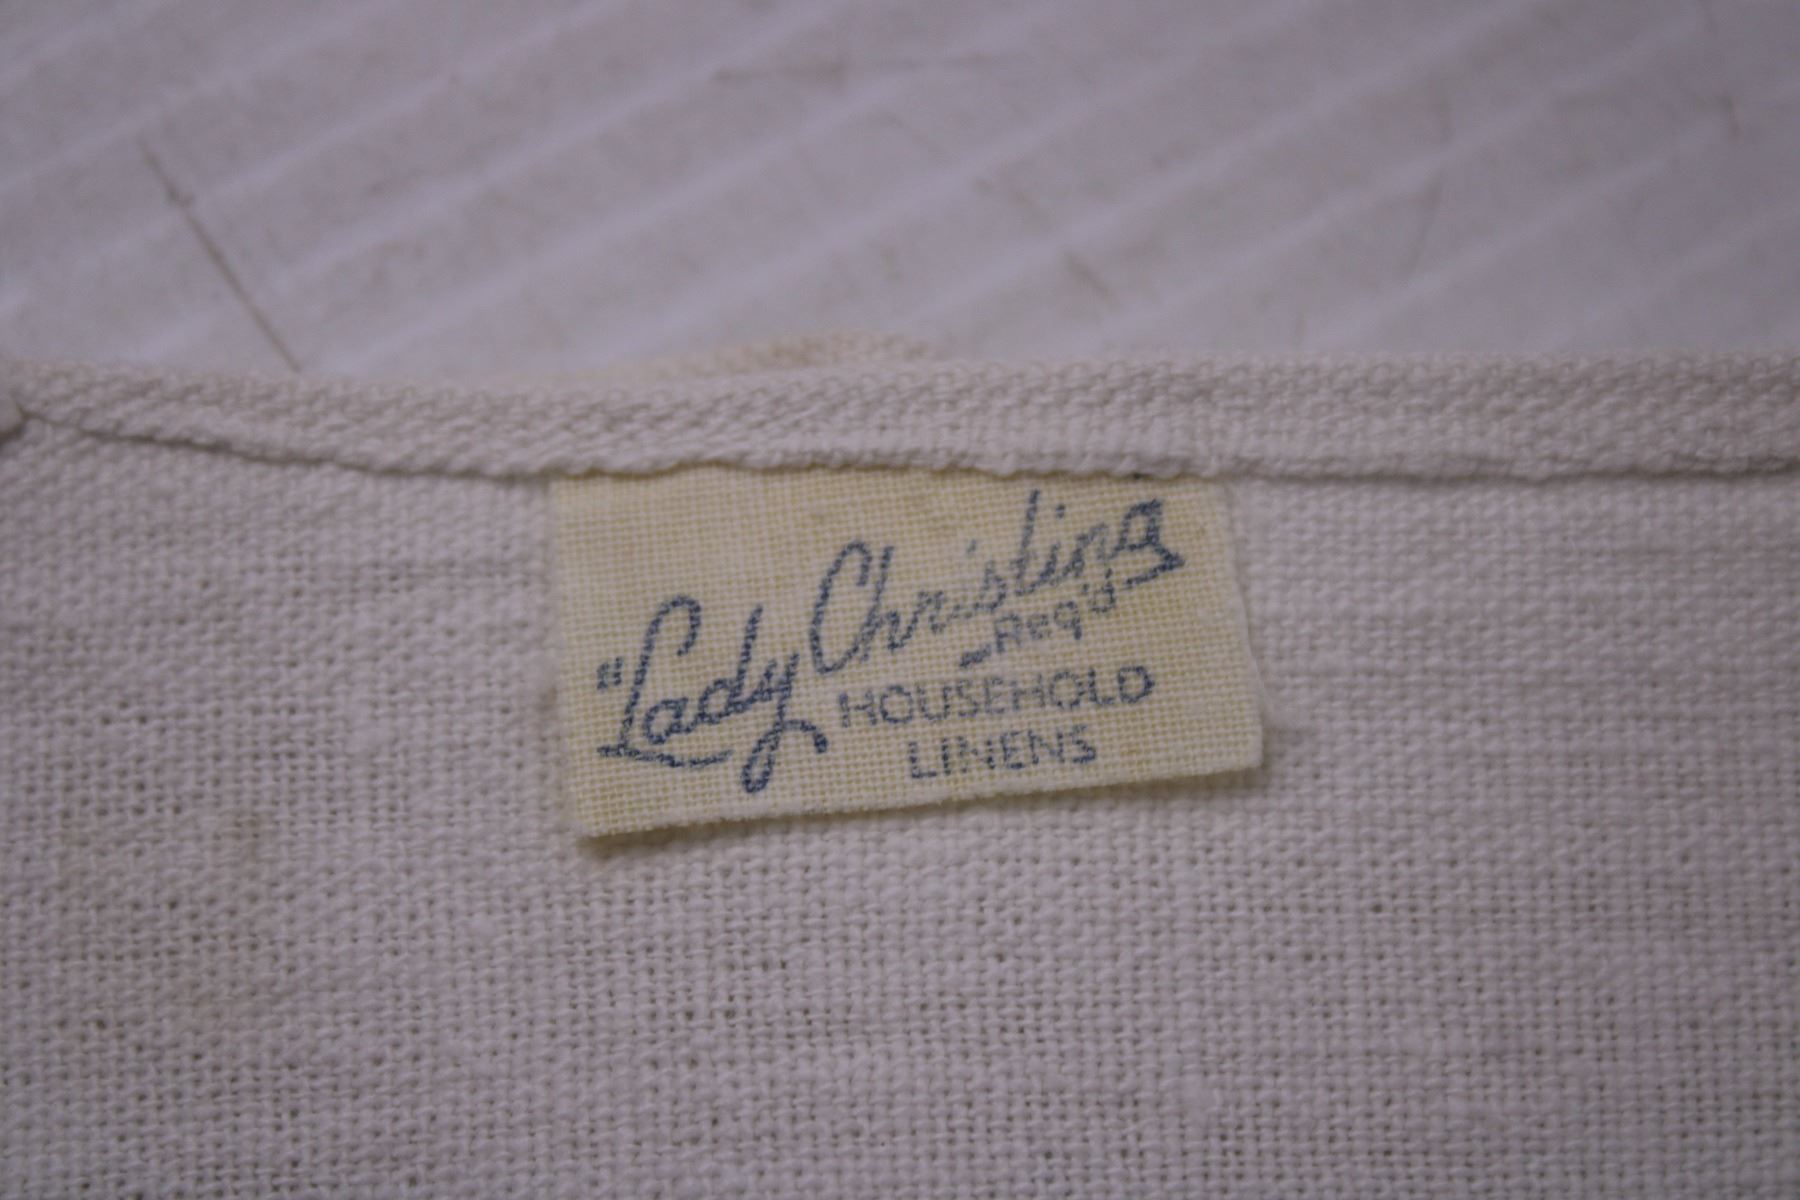 "Lady Christina
Reg'd
HOUSEHOLD
LINENS